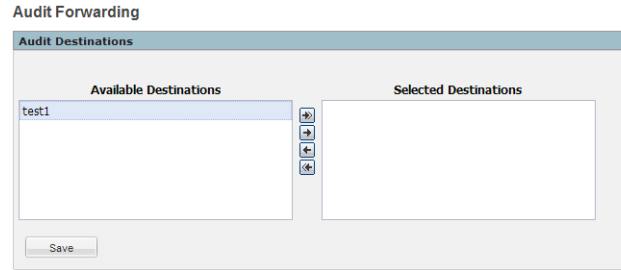 Audit Forwarding
Audit Destinations
Available Destinations Selected Destinations
test1
Save